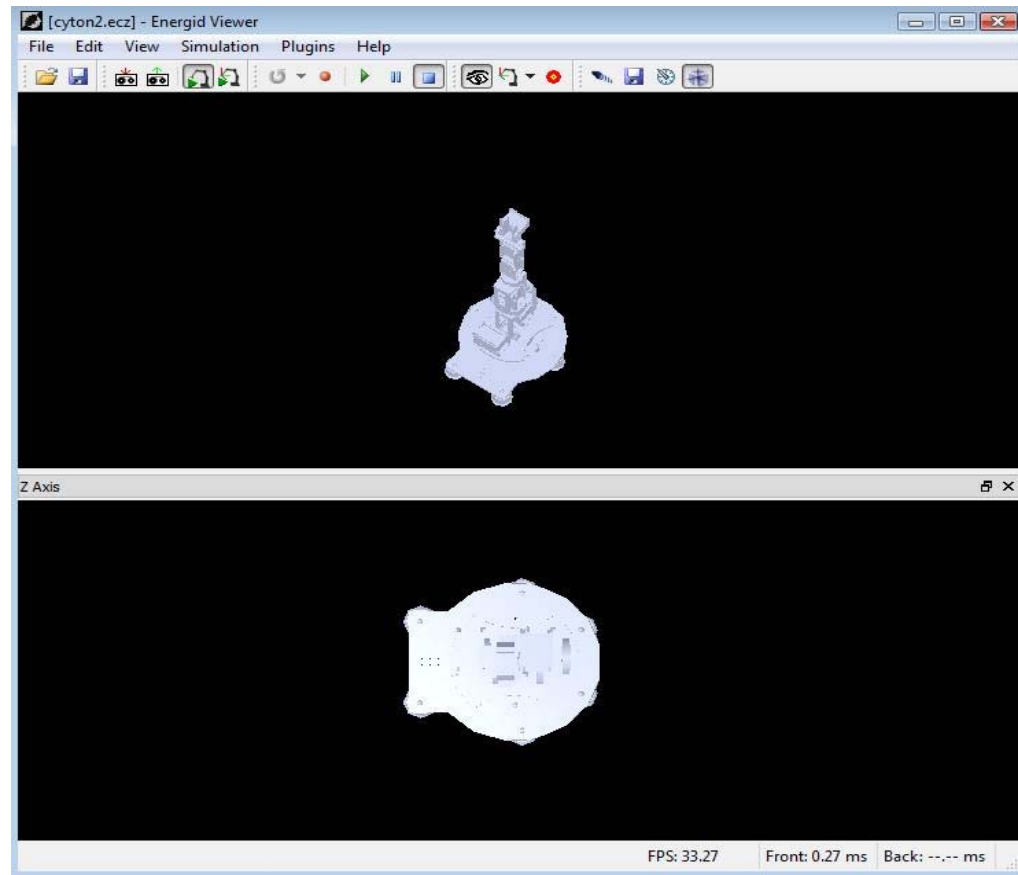 [cyton2.ecz] - Energid Viewer
File Edit View Simulation Plugins Help
Z Axis
FPS: 33.27 Front: 0.27 ms Back: --.-- ms